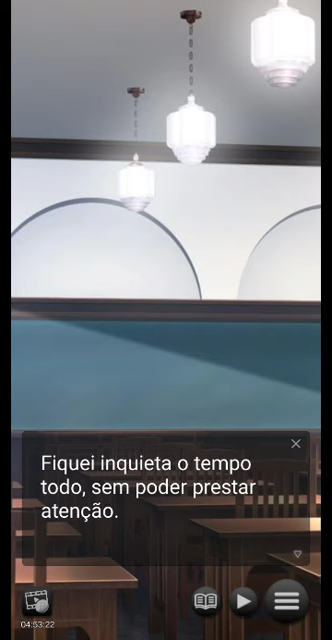 Fiquei inquieta o tempo
todo, sem poder prestar
atenção.
04:53:22